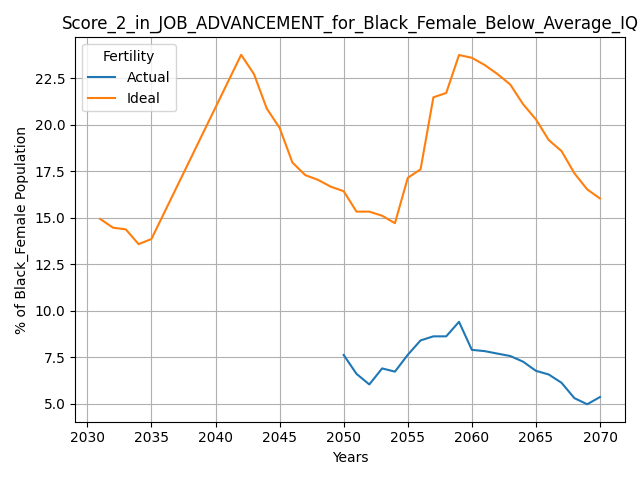 Score_2_in_JOB_ADVANCEMENT_for_Black_Female_Below_Average_IQ
Fertility
Actual
Ideal
% of Black_Female Population
22.5
20.0
17.5
15.0
12.5
10.0
7.5
5.0
2030 2035 2040 2045 2050 2055 2060 2065 2070
Years